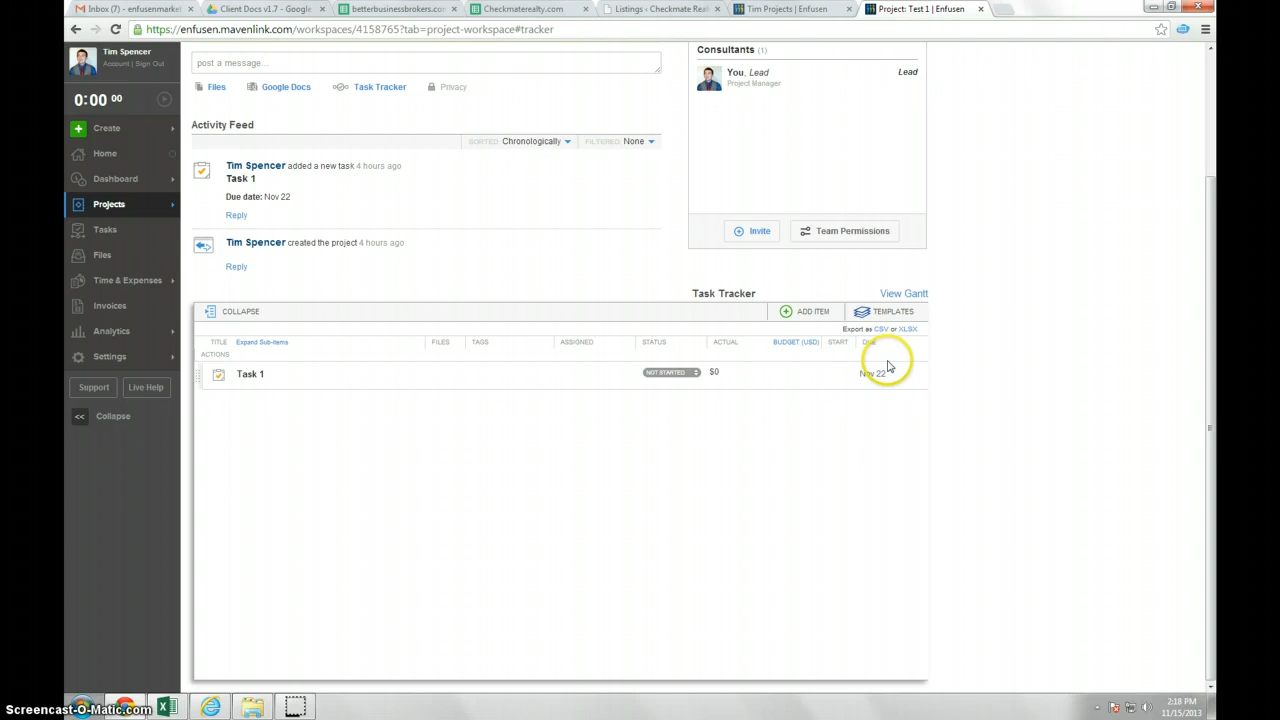 Inbox (7) - enfusenmarket
Client Docs v1.7 - Google
betterbusinessbrokers.com
Checkmaterealty.com
Listings ‹ Checkmate Real
Tim Projects | Enfusen
Project: Test 1 | Enfusen
https://enfusen.mavenlink.com/workspaces/4158765?tab=project-workspace#tracker
Tim Spencer
Account | Sign Out
0:00 00
Create
Home
Dashboard
Projects
Tasks
Files
Time & Expenses
Invoices
Analytics
Settings
Support
Live Help
<< Collapse
post a message...
Files
Google Docs
Task Tracker
Privacy
Activity Feed
SORTED: Chronologically
FILTERED: None
Tim Spencer added a new task 4 hours ago
Task 1
Due date: Nov 22
Reply
Tim Spencer created the project 4 hours ago
Reply
Consultants (1)
You, Lead
Project Manager
Lead
Invite
Team Permissions
Task Tracker
View Gantt
COLLAPSE
ADD ITEM
TEMPLATES
Export as CSV or XLSX
TITLE Expand Sub-items FILES TAGS ASSIGNED STATUS ACTUAL BUDGET (USD) START DUE
ACTIONS
Task 1 NOT STARTED $0 Nov 22
Screencast-O-Matic.com
2:18 PM
11/15/2013